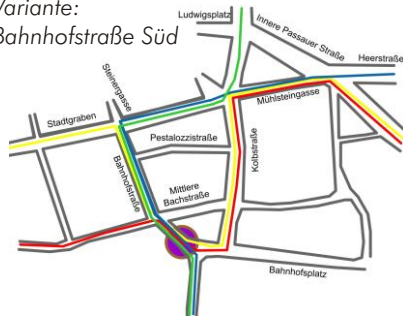 Variante:
Bahnhofstraße Süd
Ludwigsplatz
Innere Passauer Straße
Heerstraße
Steinergasse
Mühlsteingasse
Stadtgraben
Pestalozzistraße
Kolbstraße
Bahnhofstraße
Mittlere
Bachstraße
Bahnhofsplatz